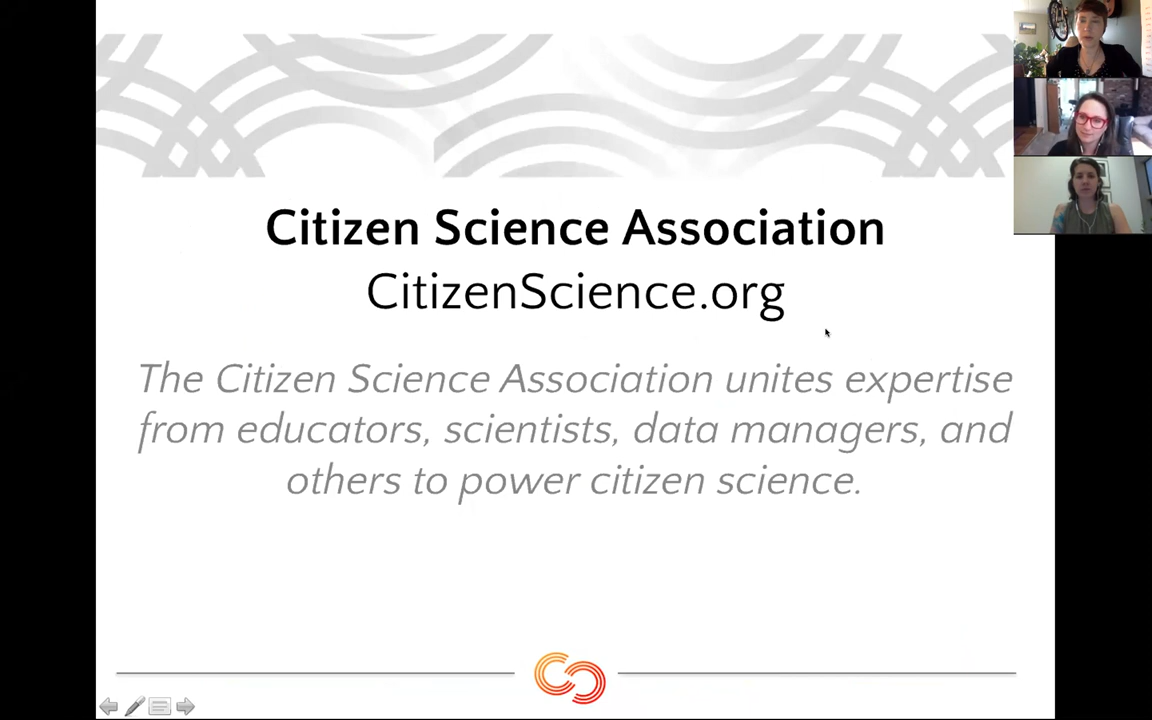 Citizen Science Association
CitizenScience.org
The Citizen Science Association unites expertise
from educators, scientists, data managers, and
others to power citizen science.